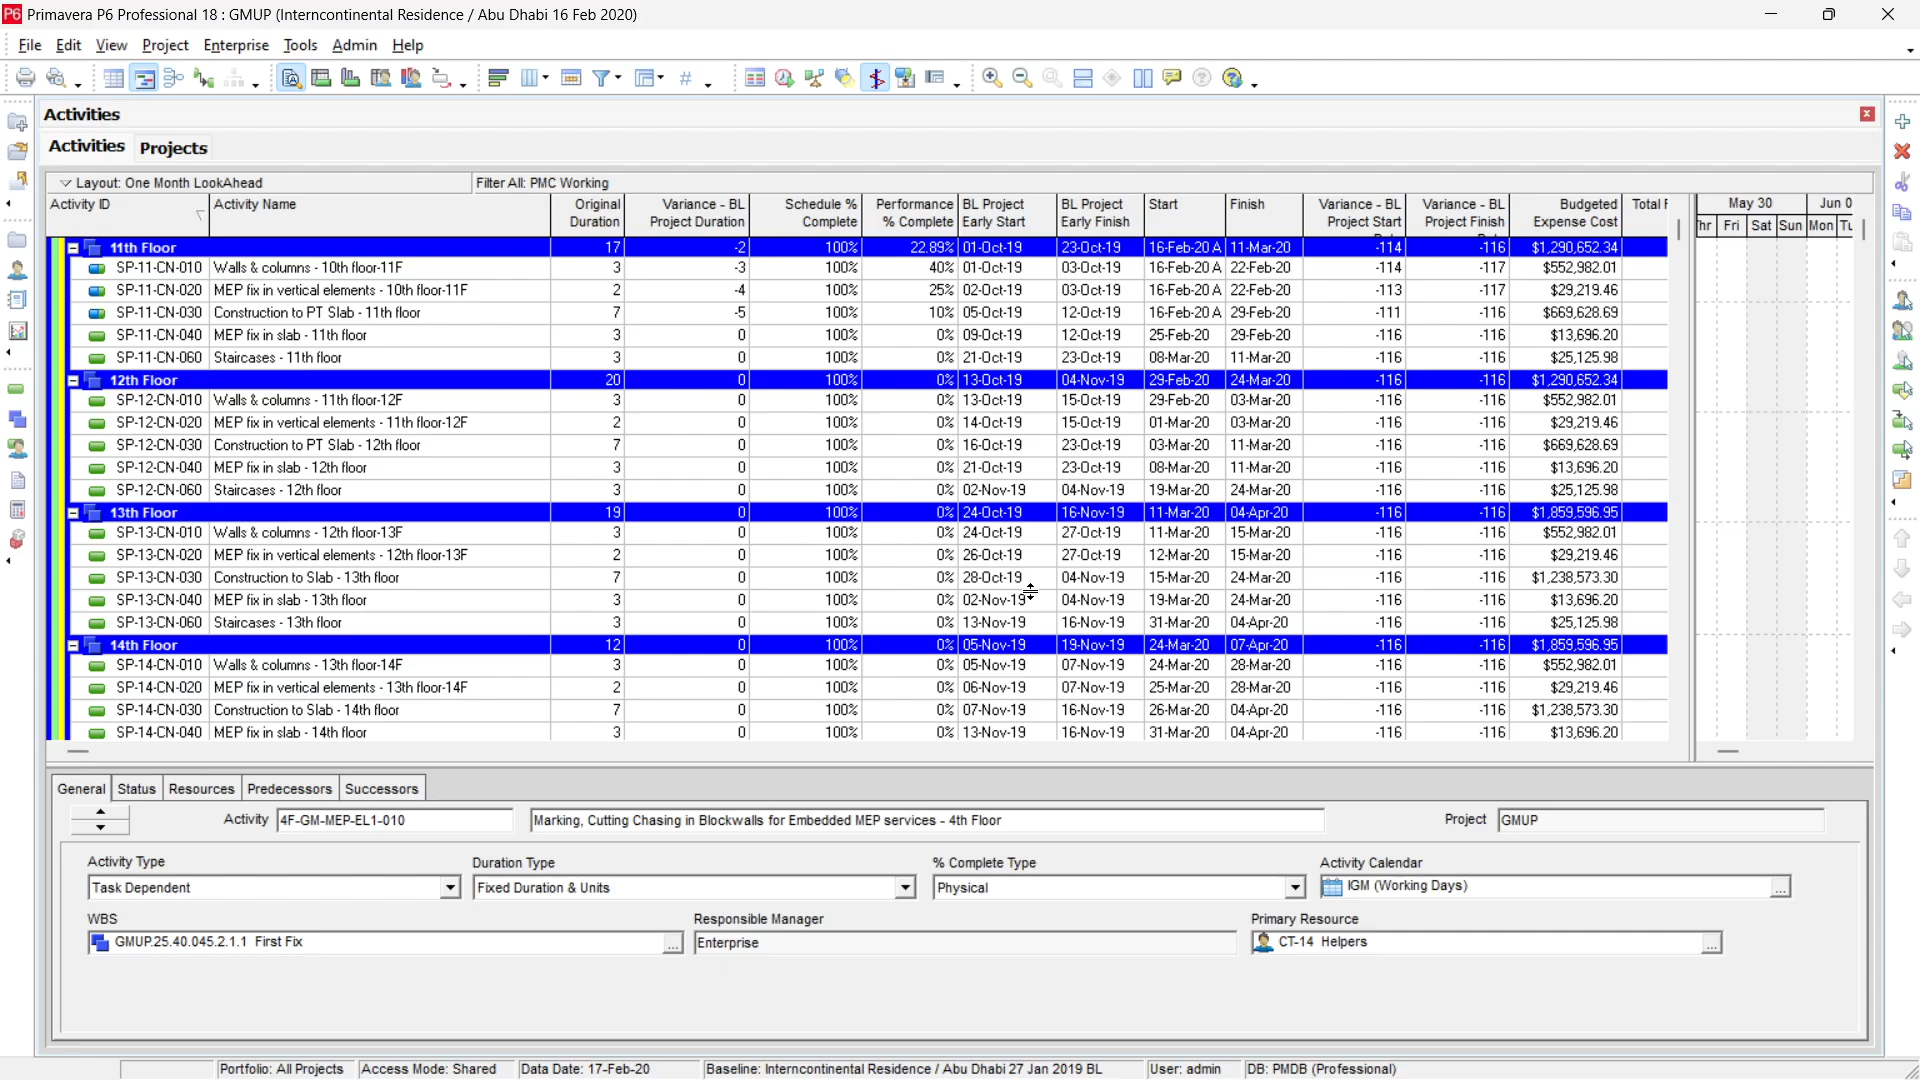 Primavera P6 Professional 18 : GMUP (Interncontinental Residence / Abu Dhabi 16 Feb 2020)
File Edit View Project Enterprise Tools Admin Help
Activities
Activities Projects
Layout: One Month LookAhead Filter All: PMC Working
Activity ID Activity Name Original Duration Variance - BL Project Duration Schedule % Complete Performance % Complete BL Project Early Start BL Project Early Finish Start Finish Variance - BL Project Start Variance - BL Project Finish Budgeted Expense Cost Total F May 30 Jun 0
Fri Sat Sun Mon Tu
11th Floor 17 -2 100% 22.89% 01-Oct-19 23-Oct-19 16-Feb-20 A 11-Mar-20 -114 -116 $1,290,652.34
SP-11-CN-010 Walls & columns - 10th floor-11F 3 -3 100% 40% 01-Oct-19 03-Oct-19 16-Feb-20 A 22-Feb-20 -114 -117 $552,982.01
SP-11-CN-020 MEP fix in vertical elements - 10th floor-11F 2 -4 100% 25% 02-Oct-19 03-Oct-19 16-Feb-20 A 22-Feb-20 -113 -117 $29,219.46
SP-11-CN-030 Construction to PT Slab - 11th floor 7 -5 100% 10% 05-Oct-19 12-Oct-19 16-Feb-20 A 29-Feb-20 -111 -116 $669,628.69
SP-11-CN-040 MEP fix in slab - 11th floor 3 0 100% 0% 09-Oct-19 12-Oct-19 25-Feb-20 29-Feb-20 -116 -116 $13,696.20
SP-11-CN-060 Staircases - 11th floor 3 0 100% 0% 21-Oct-19 23-Oct-19 08-Mar-20 11-Mar-20 -116 -116 $25,125.98
12th Floor 20 0 100% 0% 13-Oct-19 04-Nov-19 29-Feb-20 24-Mar-20 -116 -116 $1,290,652.34
SP-12-CN-010 Walls & columns - 11th floor-12F 3 0 100% 0% 13-Oct-19 15-Oct-19 29-Feb-20 03-Mar-20 -116 -116 $552,982.01
SP-12-CN-020 MEP fix in vertical elements - 11th floor-12F 2 0 100% 0% 14-Oct-19 15-Oct-19 01-Mar-20 03-Mar-20 -116 -116 $29,219.46
SP-12-CN-030 Construction to PT Slab - 12th floor 7 0 100% 0% 16-Oct-19 23-Oct-19 03-Mar-20 11-Mar-20 -116 -116 $669,628.69
SP-12-CN-040 MEP fix in slab - 12th floor 3 0 100% 0% 21-Oct-19 23-Oct-19 08-Mar-20 11-Mar-20 -116 -116 $13,696.20
SP-12-CN-060 Staircases - 12th floor 3 0 100% 0% 02-Nov-19 04-Nov-19 19-Mar-20 24-Mar-20 -116 -116 $25,125.98
13th Floor 19 0 100% 0% 24-Oct-19 16-Nov-19 11-Mar-20 04-Apr-20 -116 -116 $1,859,596.95
SP-13-CN-010 Walls & columns - 12th floor-13F 3 0 100% 0% 24-Oct-19 27-Oct-19 11-Mar-20 15-Mar-20 -116 -116 $552,982.01
SP-13-CN-020 MEP fix in vertical elements - 12th floor-13F 2 0 100% 0% 26-Oct-19 27-Oct-19 12-Mar-20 15-Mar-20 -116 -116 $29,219.46
SP-13-CN-030 Construction to Slab - 13th floor 7 0 100% 0% 28-Oct-19 04-Nov-19 15-Mar-20 24-Mar-20 -116 -116 $1,238,573.30
SP-13-CN-040 MEP fix in slab - 13th floor 3 0 100% 0% 02-Nov-19 04-Nov-19 19-Mar-20 24-Mar-20 -116 -116 $13,696.20
SP-13-CN-060 Staircases - 13th floor 3 0 100% 0% 13-Nov-19 16-Nov-19 31-Mar-20 04-Apr-20 -116 -116 $25,125.98
14th Floor 12 0 100% 0% 05-Nov-19 19-Nov-19 24-Mar-20 07-Apr-20 -116 -116 $1,859,596.95
SP-14-CN-010 Walls & columns - 13th floor-14F 3 0 100% 0% 05-Nov-19 07-Nov-19 24-Mar-20 28-Mar-20 -116 -116 $552,982.01
SP-14-CN-020 MEP fix in vertical elements - 13th floor-14F 2 0 100% 0% 06-Nov-19 07-Nov-19 25-Mar-20 28-Mar-20 -116 -116 $29,219.46
SP-14-CN-030 Construction to Slab - 14th floor 7 0 100% 0% 07-Nov-19 16-Nov-19 26-Mar-20 04-Apr-20 -116 -116 $1,238,573.30
SP-14-CN-040 MEP fix in slab - 14th floor 3 0 100% 0% 13-Nov-19 16-Nov-19 31-Mar-20 04-Apr-20 -116 -116 $13,696.20
General Status Resources Predecessors Successors
Activity 4F-GM-MEP-EL1-010 Marking, Cutting Chasing in Blockwalls for Embedded MEP services - 4th Floor Project GMUP
Activity Type Duration Type % Complete Type Activity Calendar
Task Dependent Fixed Duration & Units Physical IGM (Working Days)
WBS Responsible Manager Primary Resource
GMUP.25.40.045.2.1.1 First Fix Enterprise CT-14 Helpers
Portfolio: All Projects Access Mode: Shared Data Date: 17-Feb-20 Baseline: Interncontinental Residence / Abu Dhabi 27 Jan 2019 BL User: admin DB: PMDB (Professional)